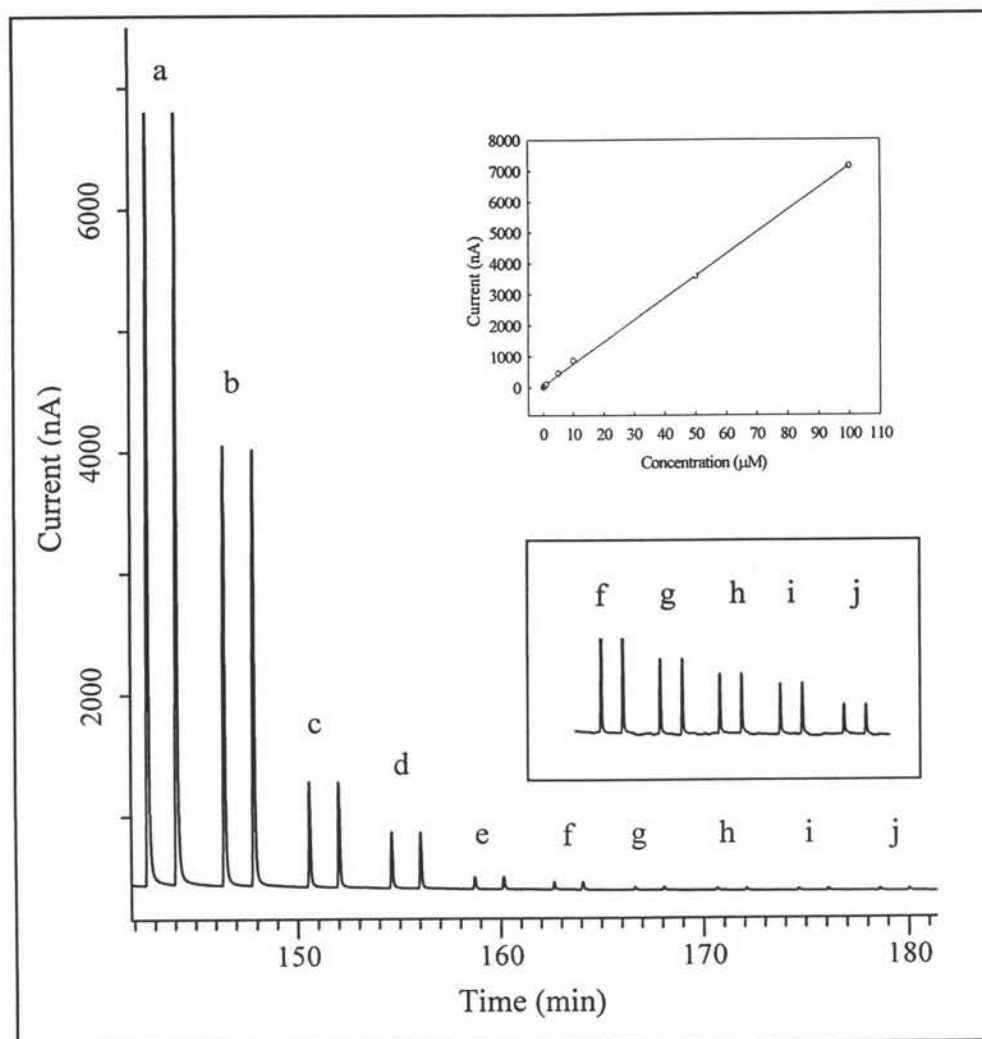 a
b
c
d
e
f
g
h
i
j
Current (nA)
6000
4000
2000
150
160
170
180
Time (min)
8000
7000
6000
5000
4000
3000
2000
1000
0
Current (nA)
0 10 20 30 40 50 60 70 80 90 100 110
Concentration (µM)
f g h i j